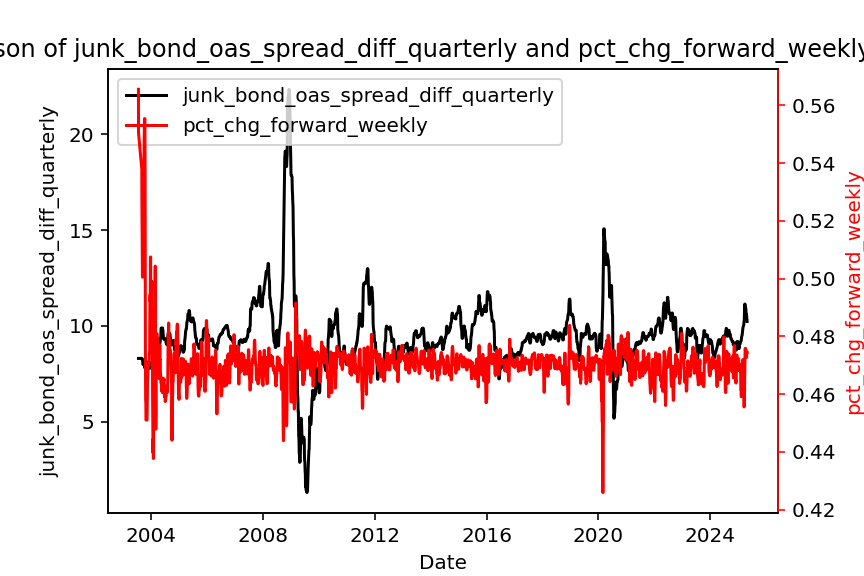 son of junk_bond_oas_spread_diff_quarterly and pct_chg_forward_weekly
junk_bond_oas_spread_diff_quarterly
pct_chg_forward_weekly
junk_bond_oas_spread_diff_quarterly
20
15
10
5
0.56
0.54
0.52
0.50
0.48
0.46
0.44
0.42
pct_chg_forward_weekly
2004 2008 2012 2016 2020 2024
Date